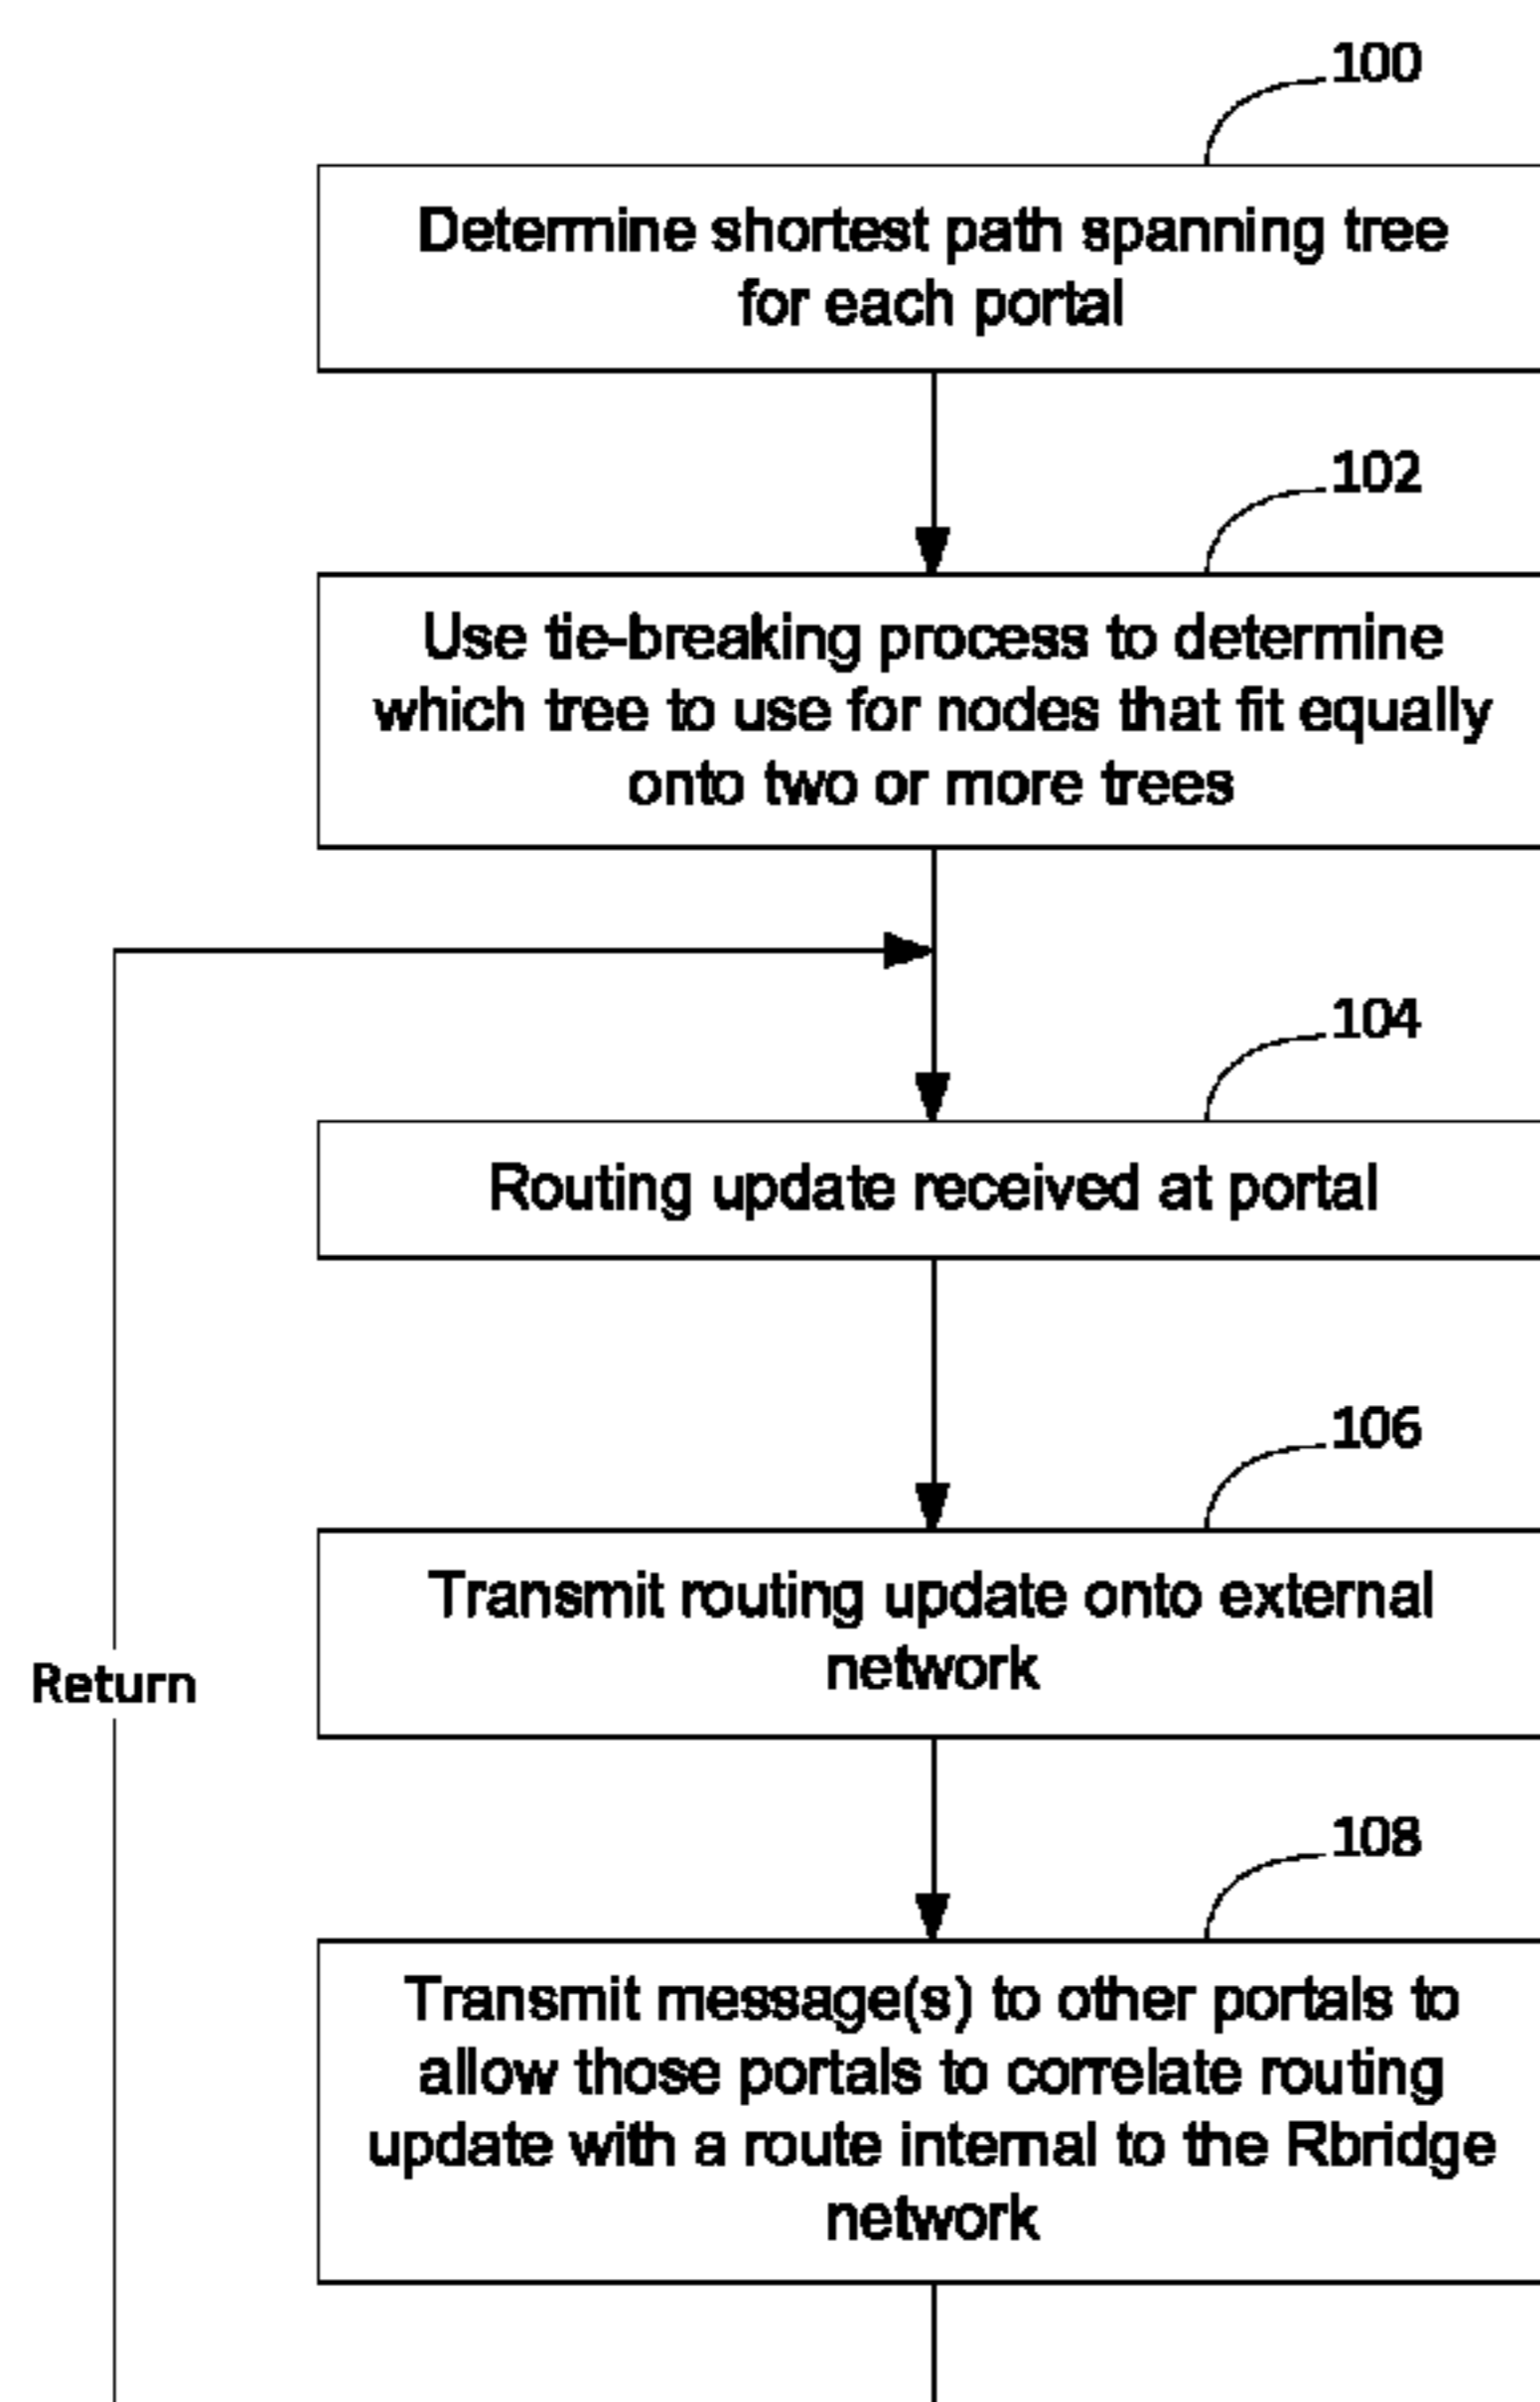 100
Determine shortest path spanning tree
for each portal
102
Use tie-breaking process to determine
which tree to use for nodes that fit equally
onto two or more trees
104
Routing update received at portal
106
Transmit routing update onto external
network
Return
108
Transmit message(s) to other portals to
allow those portals to correlate routing
update with a route internal to the Rbridge
network